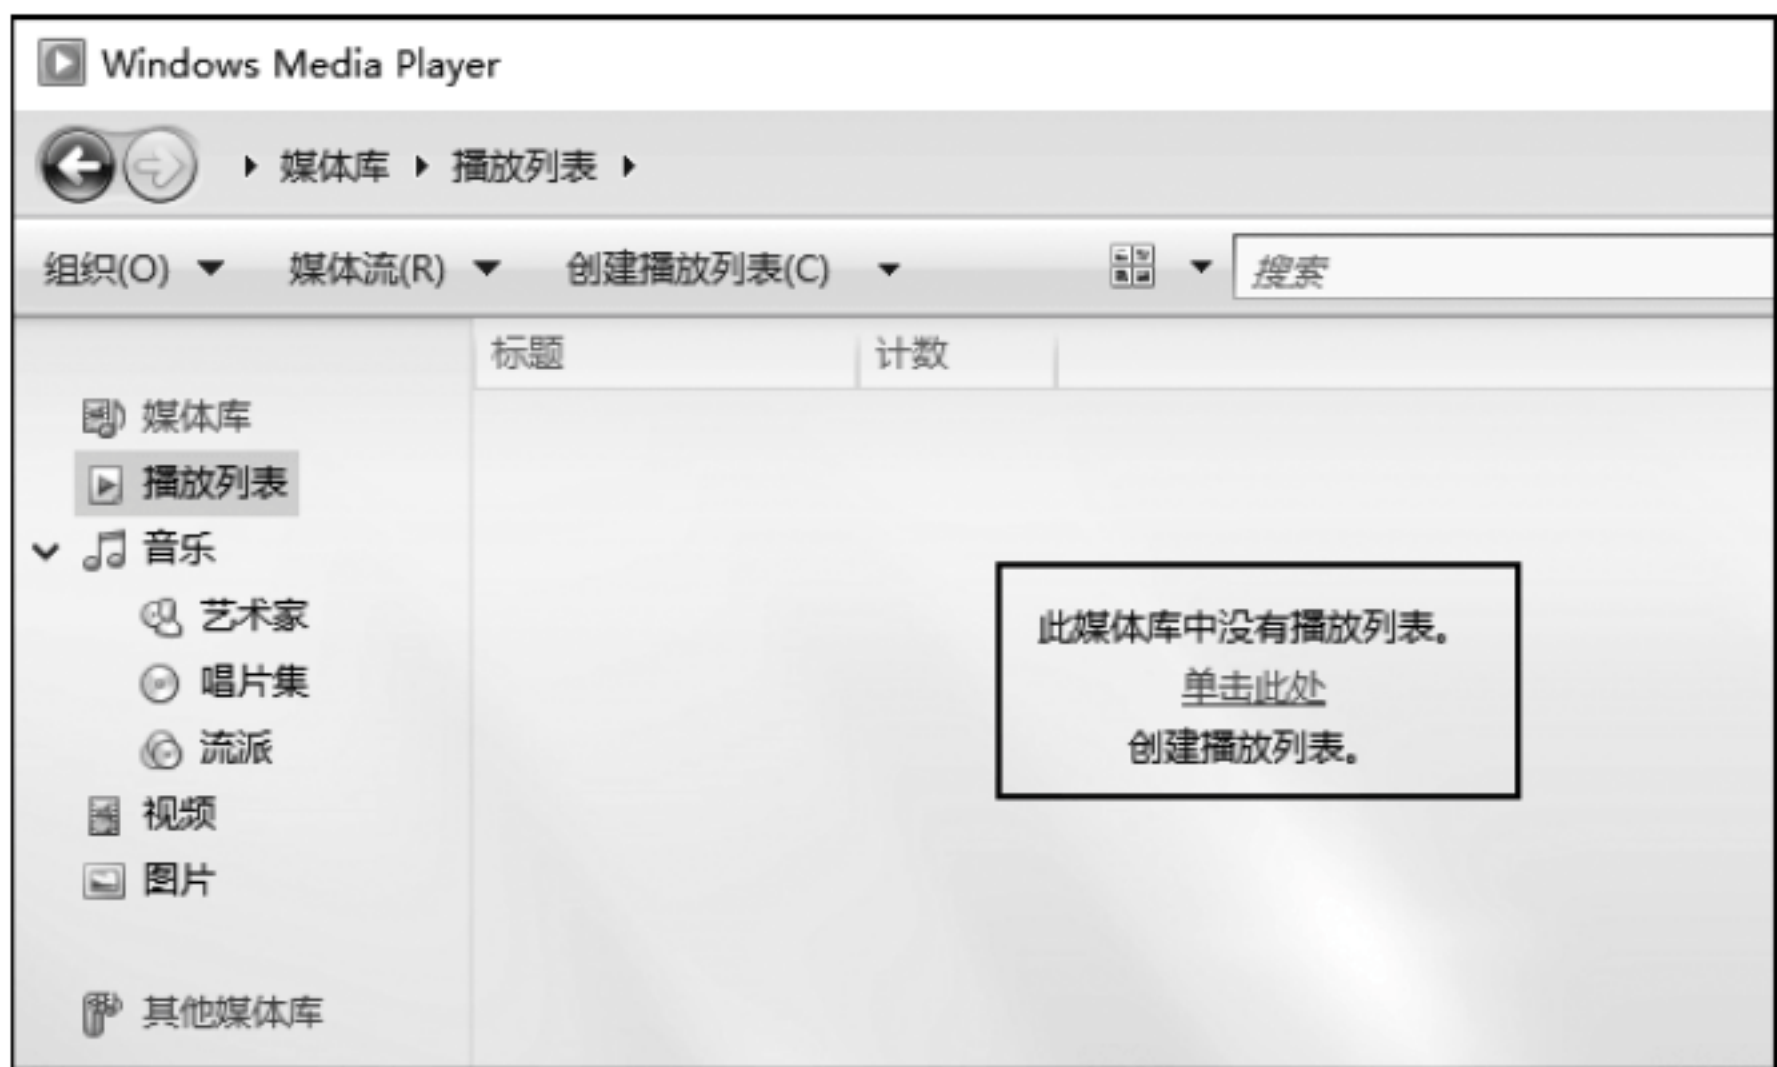 Windows Media Player
媒体库 播放列表
组织(O) 媒体流(R) 创建播放列表(C) 搜索
标题 计数
媒体库
播放列表
音乐
艺术家
唱片集
流派
视频
图片
其他媒体库
此媒体库中没有播放列表。
单击此处
创建播放列表。